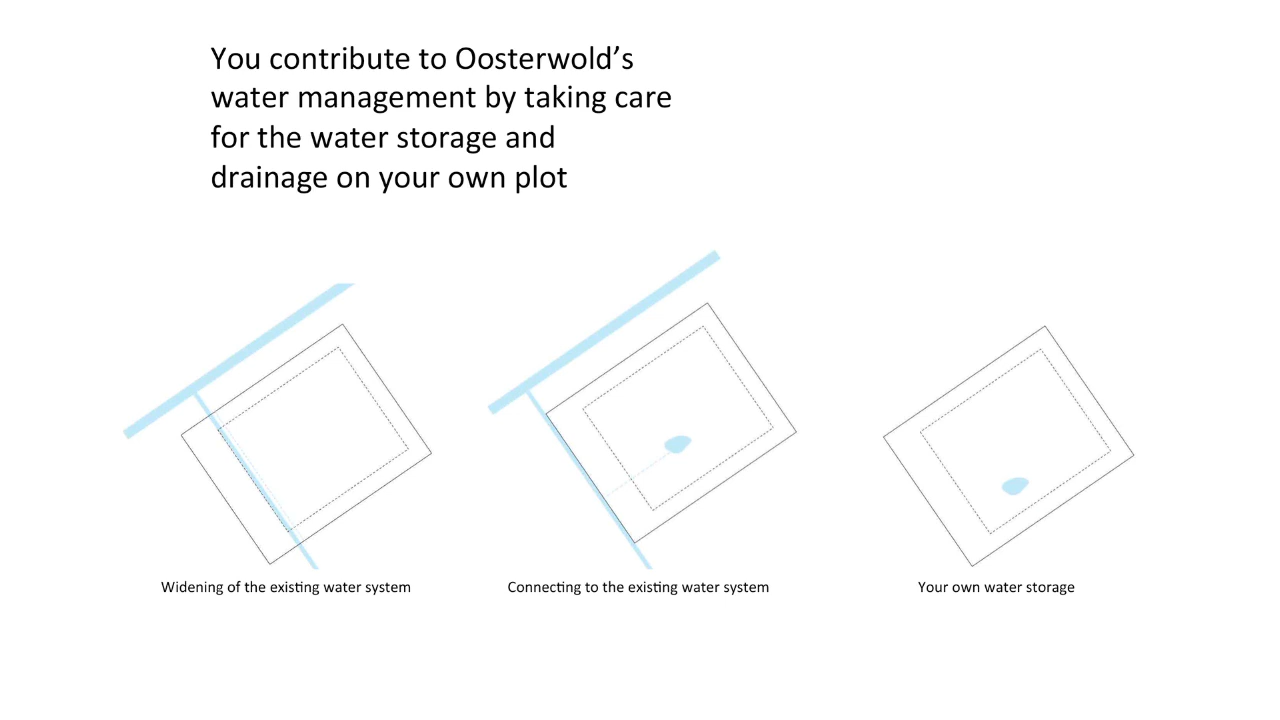 You contribute to Oosterwold’s
water management by taking care
for the water storage and
drainage on your own plot
Widening of the existing water system
Connecting to the existing water system
Your own water storage